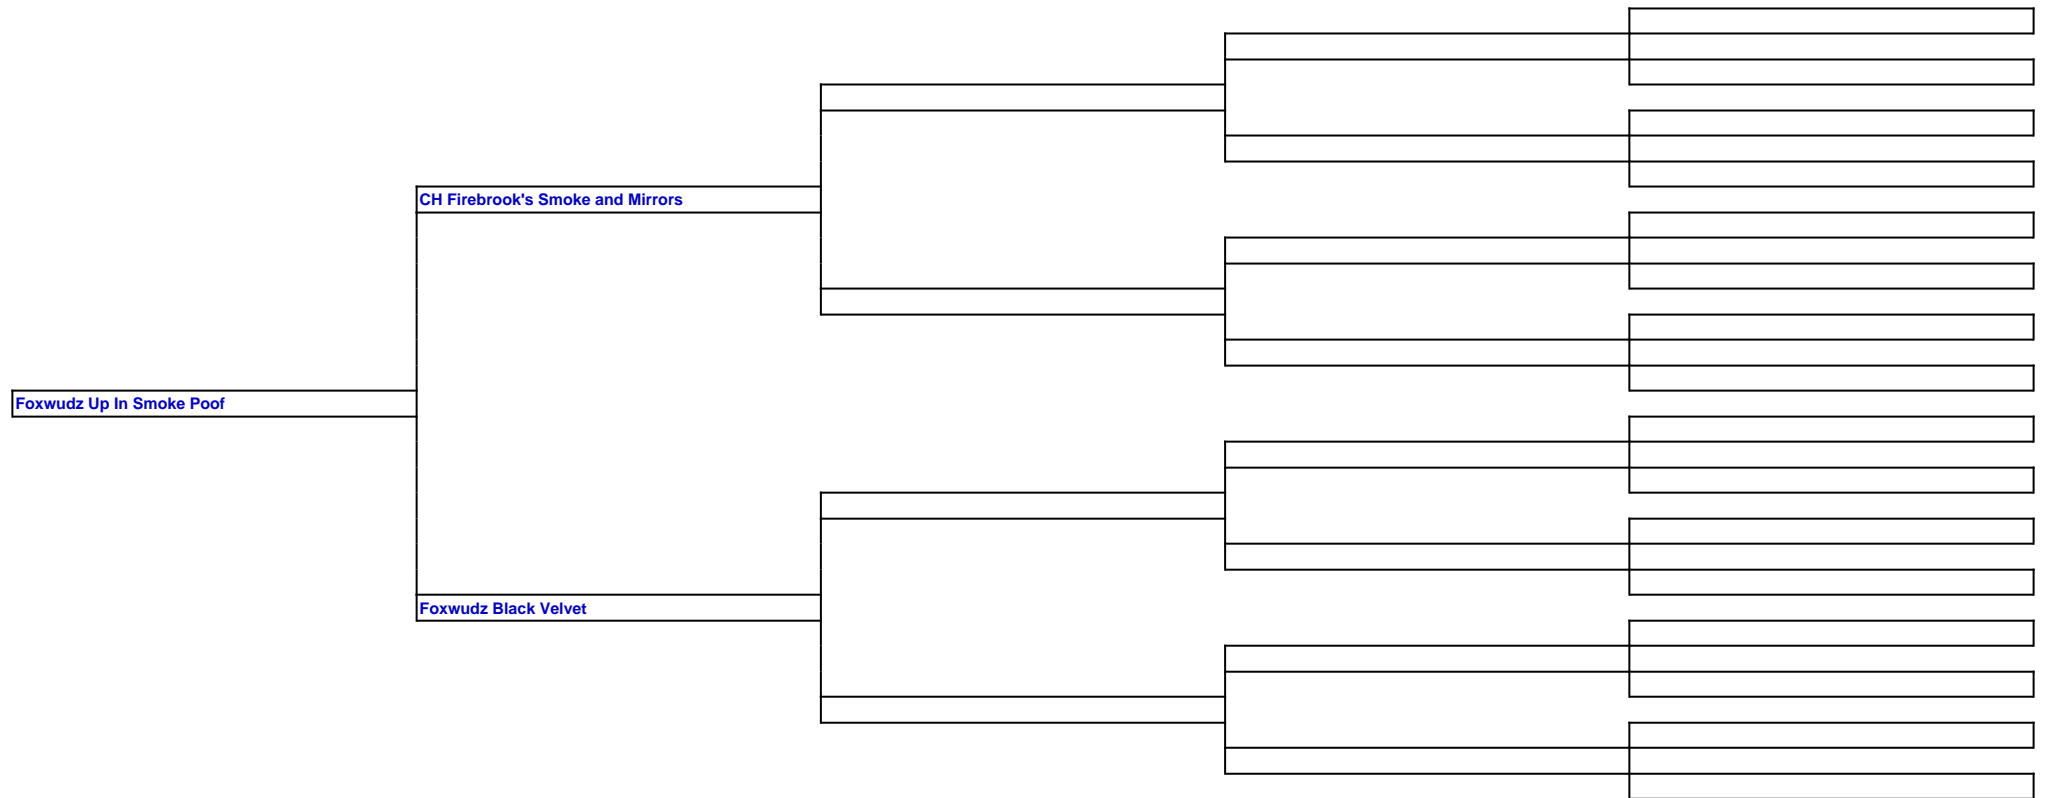 CH Firebrook's Smoke and Mirrors
Foxwudz Up In Smoke Poof
Foxwudz Black Velvet